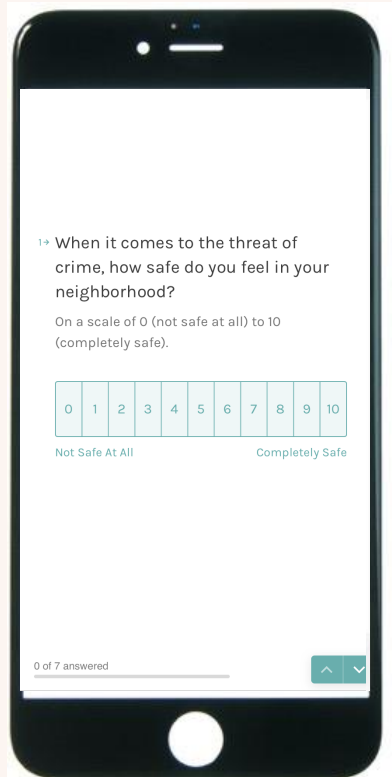 1→ When it comes to the threat of
crime, how safe do you feel in your
neighborhood?
On a scale of 0 (not safe at all) to 10
(completely safe).
0 1 2 3 4 5 6 7 8 9 10
Not Safe At All Completely Safe
0 of 7 answered